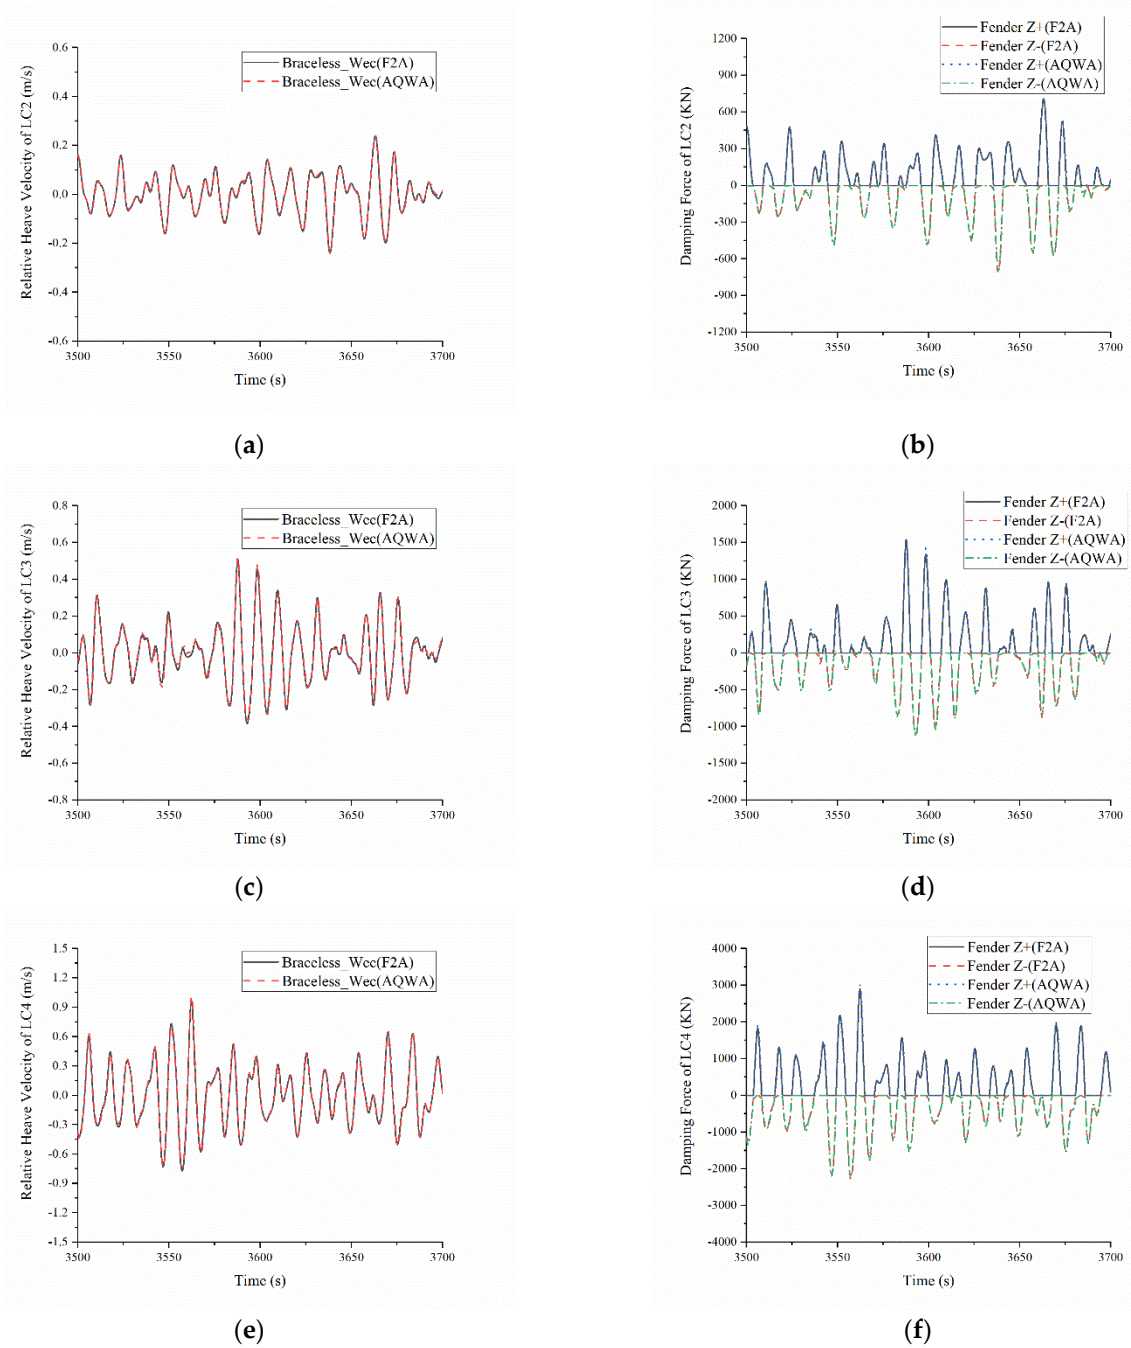 Relative Heave Velocity of LC2 (m/s)
0.6
0.4
0.2
0.0
-0.2
-0.4
-0.6
Braceless_Wec(F2A)
Braceless_Wec(AQWA)
3500
3550
3600
3650
3700
Time (s)
(a)
Damping Force of LC2 (KN)
1200
900
600
300
0
-300
-600
-900
-1200
Fender Z+(F2A)
Fender Z-(F2A)
Fender Z+(AQWA)
Fender Z-(AQWA)
3500
3550
3600
3650
3700
Time (s)
(b)
Relative Heave Velocity of LC3 (m/s)
0.8
0.6
0.4
0.2
0.0
-0.2
-0.4
-0.6
-0.8
Braceless_Wec(F2A)
Braceless_Wec(AQWA)
3500
3550
3600
3650
3700
Time (s)
(c)
Damping Force of LC3 (KN)
2000
1500
1000
500
0
-500
-1000
-1500
-2000
Fender Z+(F2A)
Fender Z-(F2A)
Fender Z+(AQWA)
Fender Z-(AQWA)
3500
3550
3600
3650
3700
Time (s)
(d)
Relative Heave Velocity of LC4 (m/s)
1.5
1.2
0.9
0.6
0.3
0.0
-0.3
-0.6
-0.9
-1.2
-1.5
Braceless_Wec(F2A)
Braceless_Wec(AQWA)
3500
3550
3600
3650
3700
Time (s)
(e)
Damping Force of LC4 (KN)
4000
3000
2000
1000
0
-1000
-2000
-3000
-4000
Fender Z+(F2A)
Fender Z-(F2A)
Fender Z+(AQWA)
Fender Z-(AQWA)
3500
3550
3600
3650
3700
Time (s)
(f)